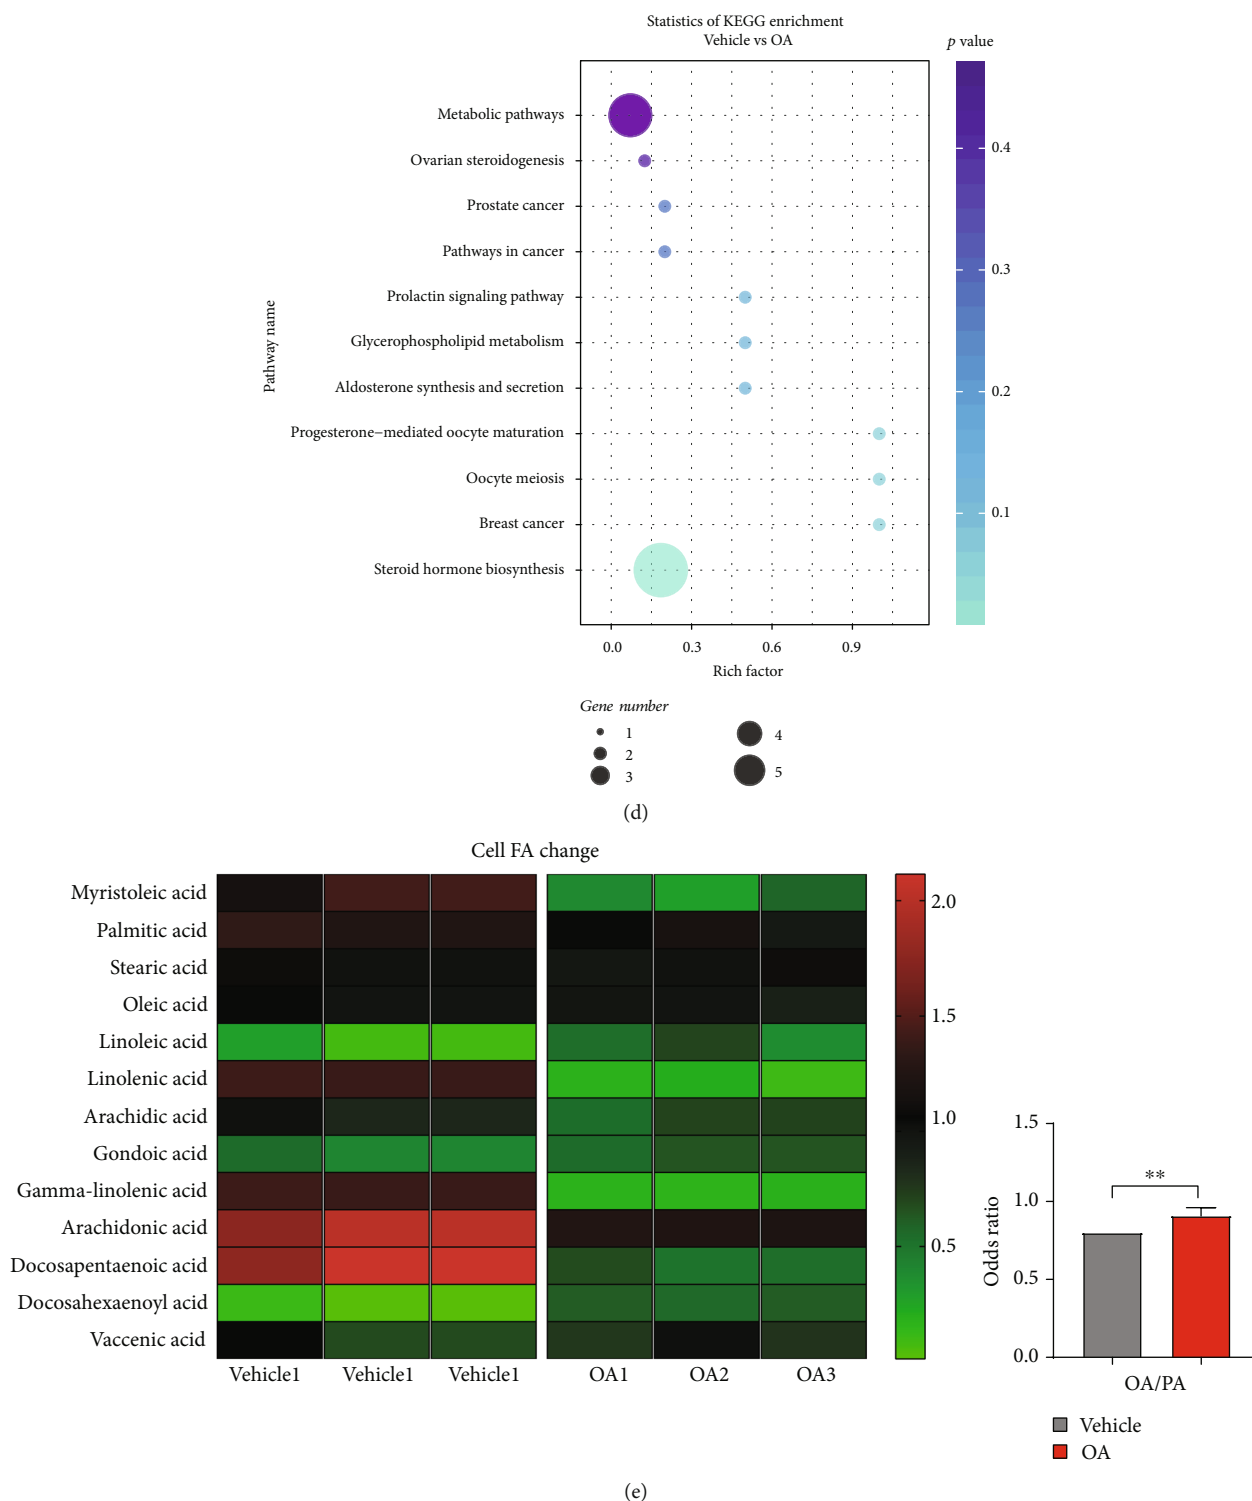 Statistics of KEGG enrichment
Vehicle vs OA
p value
Metabolic pathways
Ovarian steroidogenesis
Prostate cancer
Pathways in cancer
Prolactin signaling pathway
Glycerophospholipid metabolism
Aldosterone synthesis and secretion
Progesterone–mediated oocyte maturation
Oocyte meiosis
Breast cancer
Steroid hormone biosynthesis
Pathway name
0.4
0.3
0.2
0.1
0.0 0.3 0.6 0.9
Rich factor
Gene number
1 4
2
3 5
(d)
Cell FA change
Myristoleic acid
Palmitic acid
Stearic acid
Oleic acid
Linoleic acid
Linolenic acid
Arachidic acid
Gondoic acid
Gamma-linolenic acid
Arachidonic acid
Docosapentaenoic acid
Docosahexaenoyl acid
Vaccenic acid
Vehicle1 Vehicle1 Vehicle1 OA1 OA2 OA3
2.0
1.5
1.0
0.5
Odds ratio
1.5
1.0
0.5
0.0
**
OA/PA
Vehicle
OA
(e)